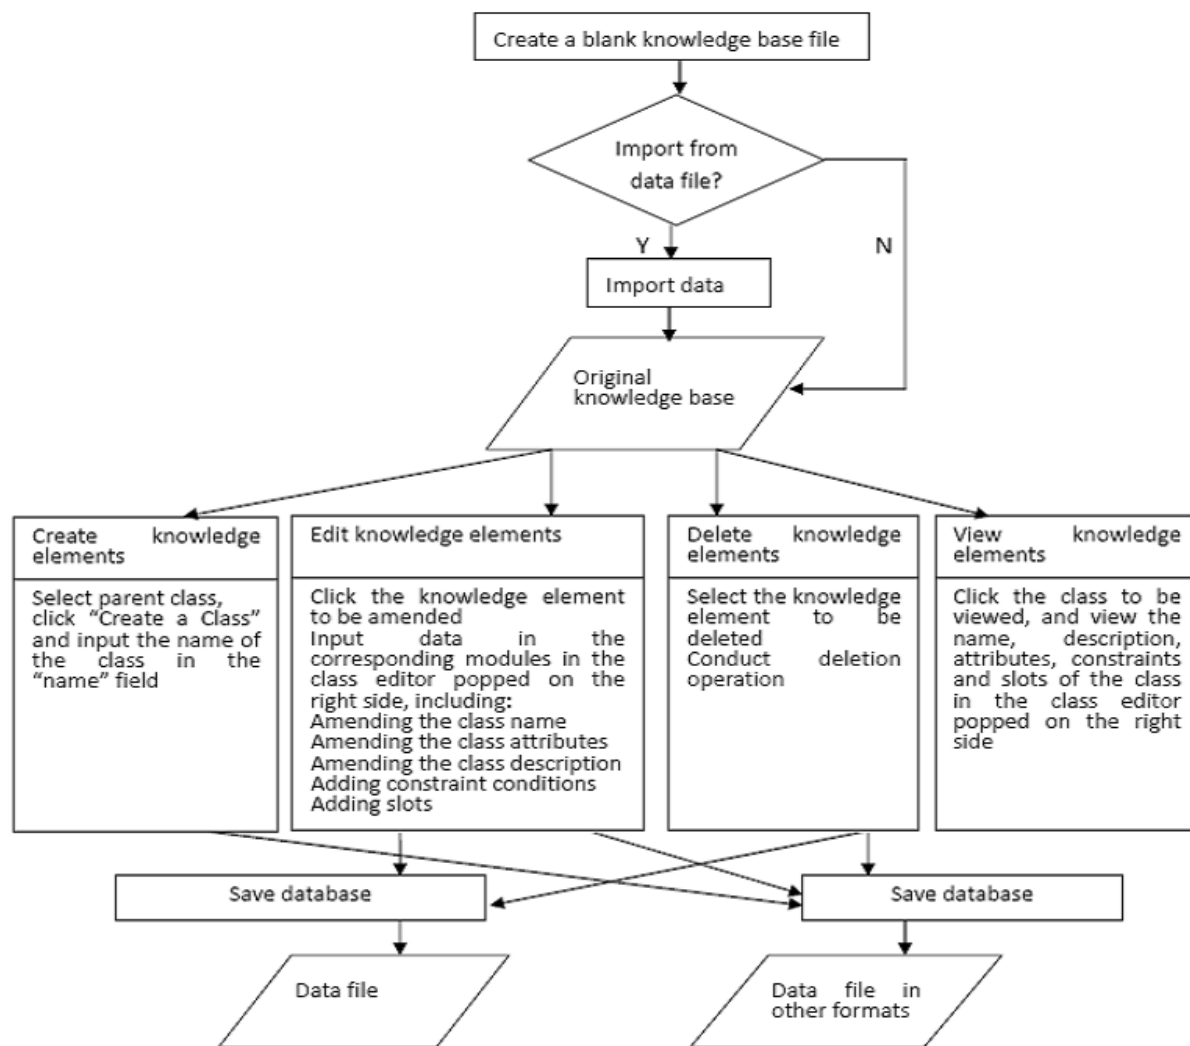 Create a blank knowledge base file
Import from
data file?
Y
N
Import data
Original
knowledge base
Create knowledge
elements
Select parent class,
click “Create a Class”
and input the name of
the class in the
“name” field
Edit knowledge elements
Click the knowledge element
to be amended
Input data in the
corresponding modules in the
class editor popped on the
right side, including:
Amending the class name
Amending the class attributes
Amending the class description
Adding constraint conditions
Adding slots
Delete knowledge
elements
Select the knowledge
element to be
deleted
Conduct deletion
operation
View knowledge
elements
Click the class to be
viewed, and view the
name, description,
attributes, constraints
and slots of the class
in the class editor
popped on the right
side
Save database
Save database
Data file
Data file in
other formats